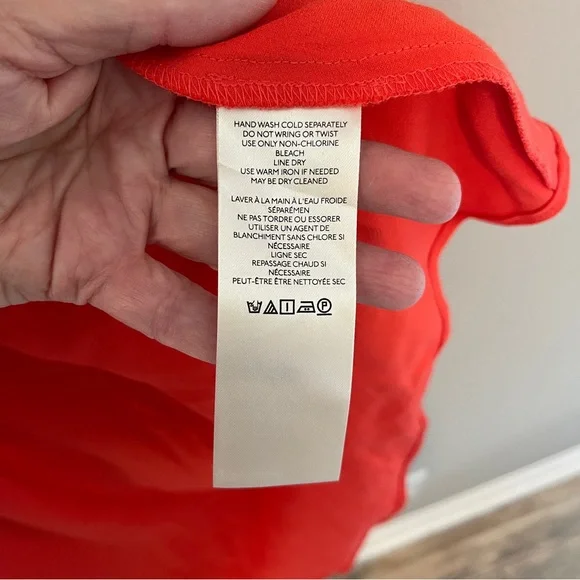 HAND WASH COLD SEPARATELY
DO NOT WRING OR TWIST
USE ONLY NON-CHLORINE
BLEACH
LINE DRY
USE WARM IRON IF NEEDED
MAY BE DRY CLEANED
LAVER À LA MAIN À L'EAU FROIDE
SÉPARÉMEN
NE PAS TORDRE OU ESSORER
UTILISER UN AGENT DE
BLANCHIMENT SANS CHLORE SI
NÉCESSAIRE
LIGNE SEC
REPASSAGE CHAUD SI
NÉCESSAIRE
PEUT-ÊTRE ÊTRE NETTOYÉE SEC
P